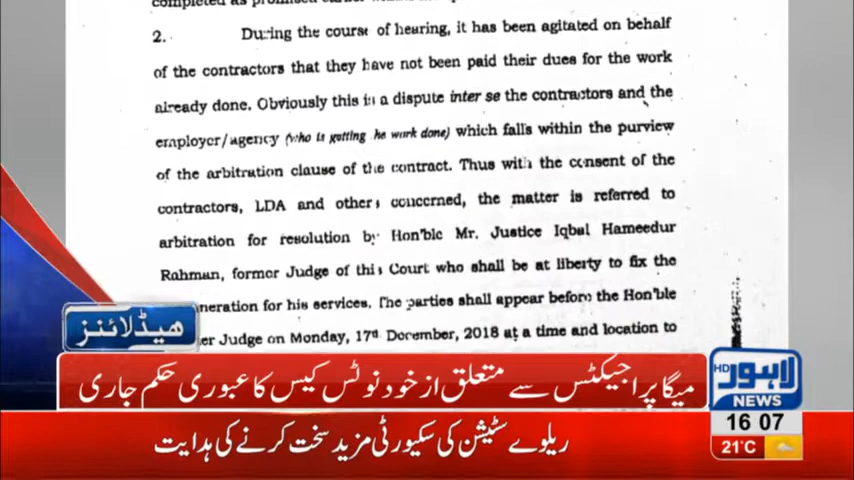 2. During the course of hearing, it has been agitated on behalf
of the contractors that they have not been paid their dues for the work
already done. Obviously this is a dispute inter se the contractors and the
employer/agency (who is getting he work done) which falls within the purview
of the arbitration clause of the contract. Thus with the consent of the
contractors, LDA and others concerned, the matter is referred to
arbitration for resolution by Hon'ble Mr. Justice Iqbal Hameedur
Rahman, former Judge of this Court who shall be at liberty to fix the
neration for his services. The parties shall appear before the Hon'ble
er Judge on Monday, 17th December, 2018 at a time and location to
ہیڈلائنز
میگا پراجیکٹس سے متعلق از خود نوٹس کیس کا عبوری حکم جاری
HD لاہور
NEWS
16 07
21°C
ریلوے سٹیشن کی سکیورٹی مزید سخت کرنے کی ہدایت